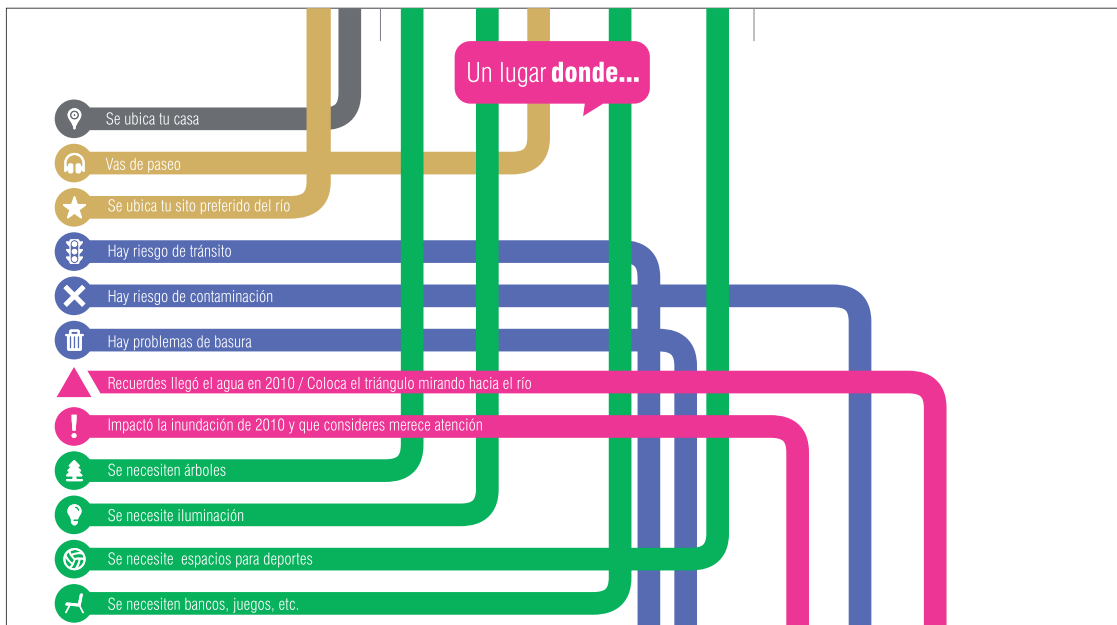 Un lugar donde...
Se ubica tu casa
Vas de paseo
Se ubica tu sito preferido del río
Hay riesgo de tránsito
Hay riesgo de contaminación
Hay problemas de basura
Recuerdes llegó el agua en 2010 / Coloca el triángulo mirando hacia el río
Impactó la inundación de 2010 y que consideres merece atención
Se necesiten árboles
Se necesite iluminación
Se necesite espacios para deportes
Se necesiten bancos, juegos, etc.